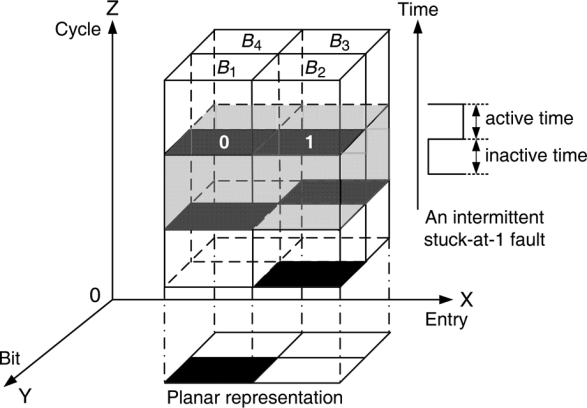 Z
Cycle
Time
B4
B3
B1
B2
0
1
active time
inactive time
An intermittent
stuck-at-1 fault
0
X
Entry
Bit
Y
Planar representation